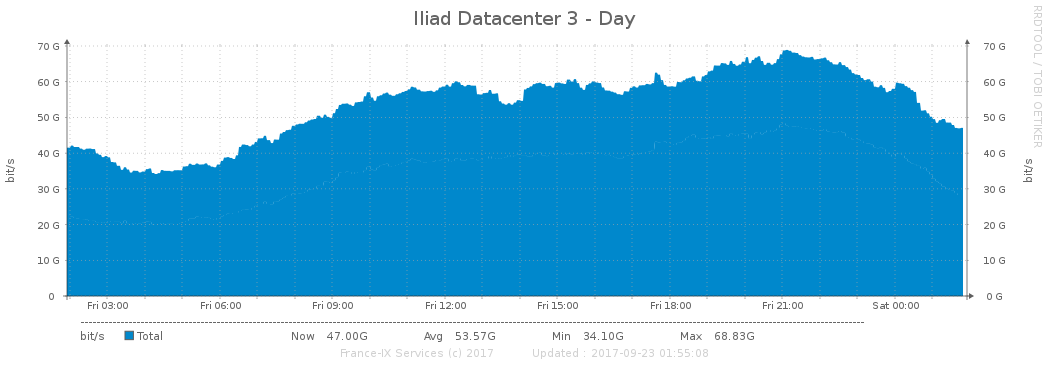 Iliad Datacenter 3 - Day
RRDTOOL / TOBI OETIKER
70 G 70 G
60 G 60 G
50 G 50 G
40 G 40 G
30 G 30 G
20 G 20 G
10 G 10 G
0 0 G
bit/s bit/s
Fri 03:00 Fri 06:00 Fri 09:00 Fri 12:00 Fri 15:00 Fri 18:00 Fri 21:00 Sat 00:00
bit/s Total Now 47.00G Avg 53.57G Min 34.10G Max 68.83G
France-IX Services (c) 2017 Updated : 2017-09-23 01:55:08